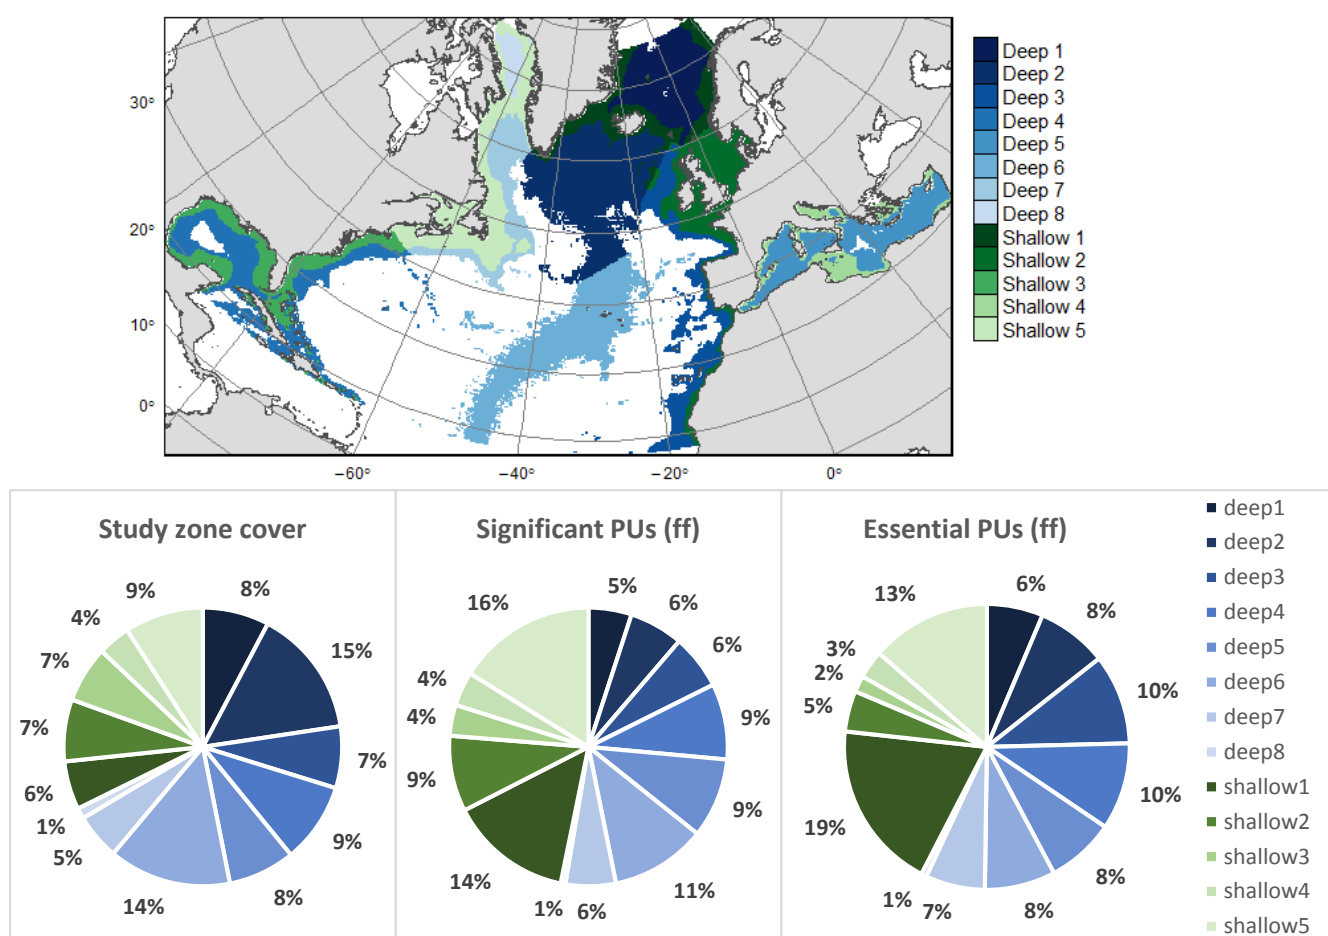 30°
20°
10°
0°
−60°
−40°
−20°
0°
Deep 1
Deep 2
Deep 3
Deep 4
Deep 5
Deep 6
Deep 7
Deep 8
Shallow 1
Shallow 2
Shallow 3
Shallow 4
Shallow 5
Study zone cover
8%
15%
7%
9%
8%
14%
5%
1%
6%
7%
7%
4%
9%
Significant PUs (ff)
5%
6%
6%
9%
9%
11%
6%
1%
14%
9%
4%
4%
16%
Essential PUs (ff)
6%
8%
10%
10%
8%
8%
7%
1%
19%
5%
2%
3%
13%
deep1
deep2
deep3
deep4
deep5
deep6
deep7
deep8
shallow1
shallow2
shallow3
shallow4
shallow5